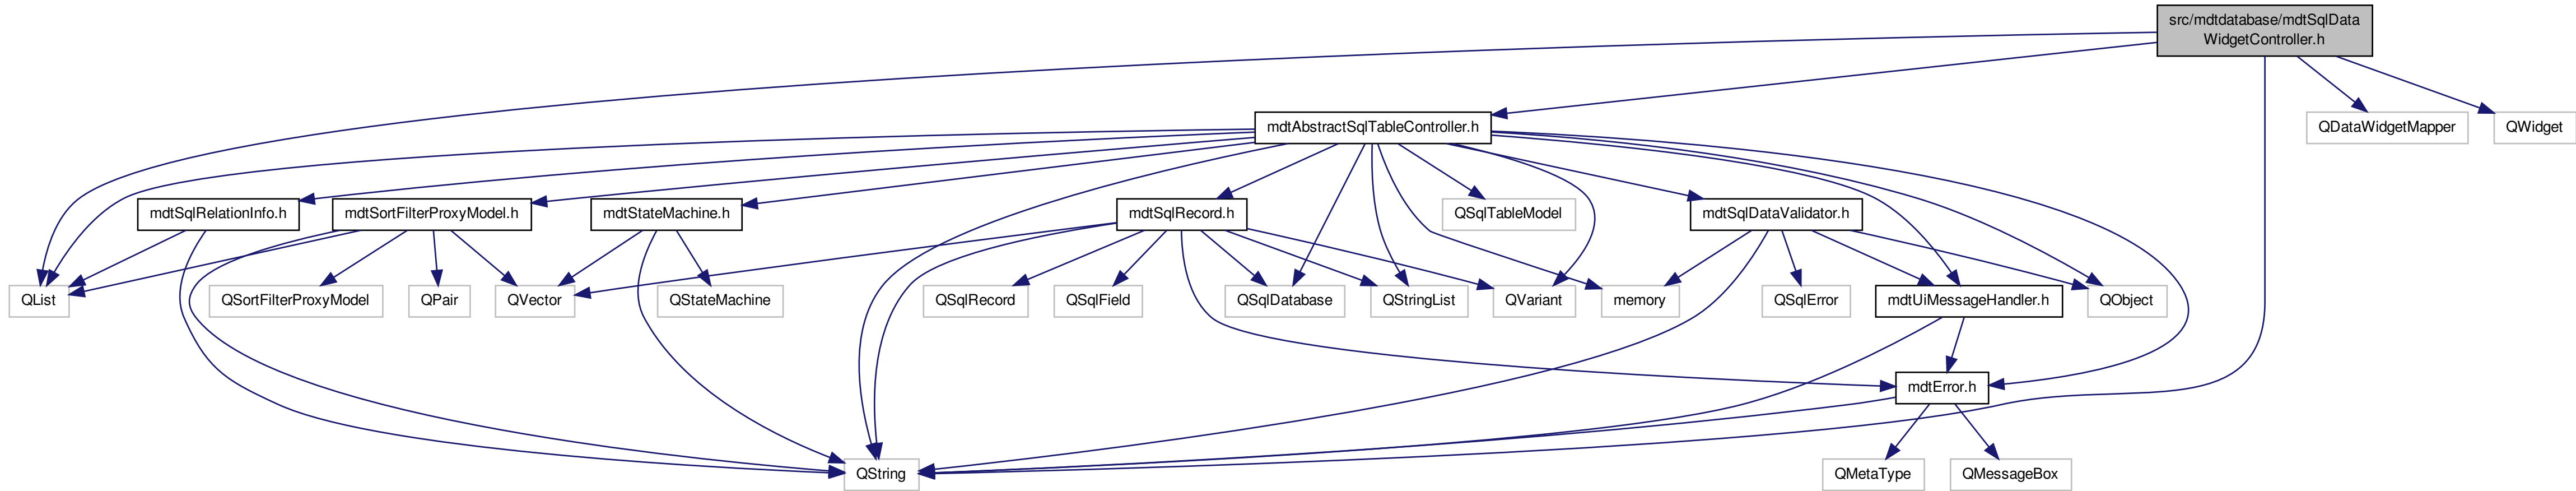 src/mdtdatabase/mdtSqlData
WidgetController.h
mdtAbstractSqlTableController.h
QDataWidgetMapper
QWidget
mdtSqlRelationInfo.h
mdtSortFilterProxyModel.h
mdtStateMachine.h
mdtSqlRecord.h
QSqlTableModel
mdtSqlDataValidator.h
QList
QSortFilterProxyModel
QPair
QVector
QStateMachine
QSqlRecord
QSqlField
QSqlDatabase
QStringList
QVariant
memory
QSqlError
mdtUiMessageHandler.h
QObject
mdtError.h
QString
QMetaType
QMessageBox